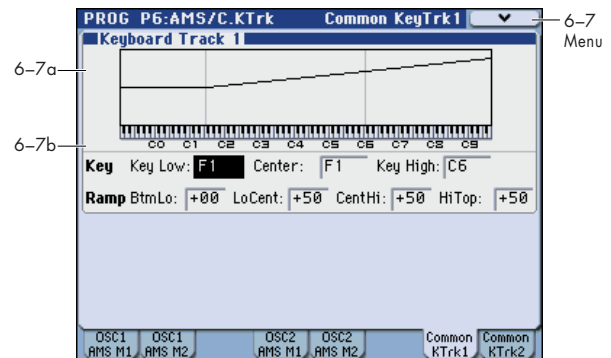 PROG P6:AMS/C.KTrk Common KeyTrk1
6–7
Menu
Keyboard Track 1
6–7a
C0 C1 C2 C3 C4 C5 C6 C7 C8 C9
6–7b
Key Key Low: F1 Center: F1 Key High: C6
Ramp BtmLo: +00 LoCent: +50 CentHi: +50 HiTop: +50
OSC1 AMS M1 OSC1 AMS M2 OSC2 AMS M1 OSC2 AMS M2 Common KTrk1 Common KTrk2